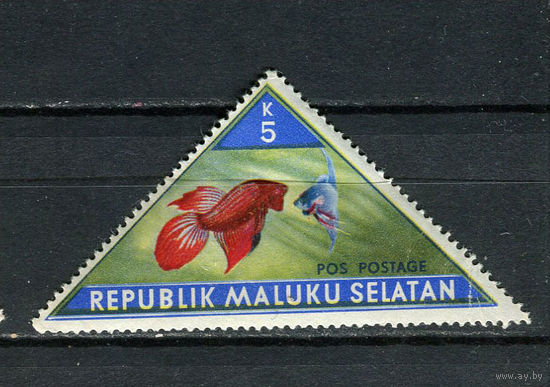 K
5
POS POSTAGE
REPUBLIK MALUKU SELATAN
www.ay.by